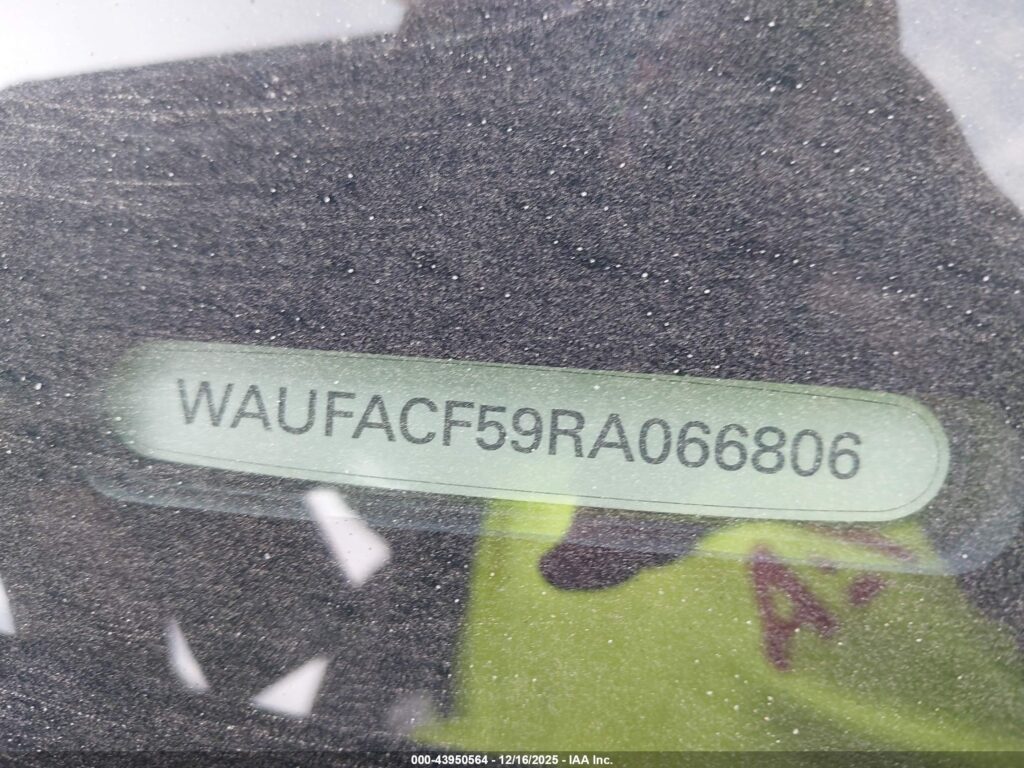 WAUFACF59RA066806
000-43950564 - 12/16/2025 - IAA Inc.